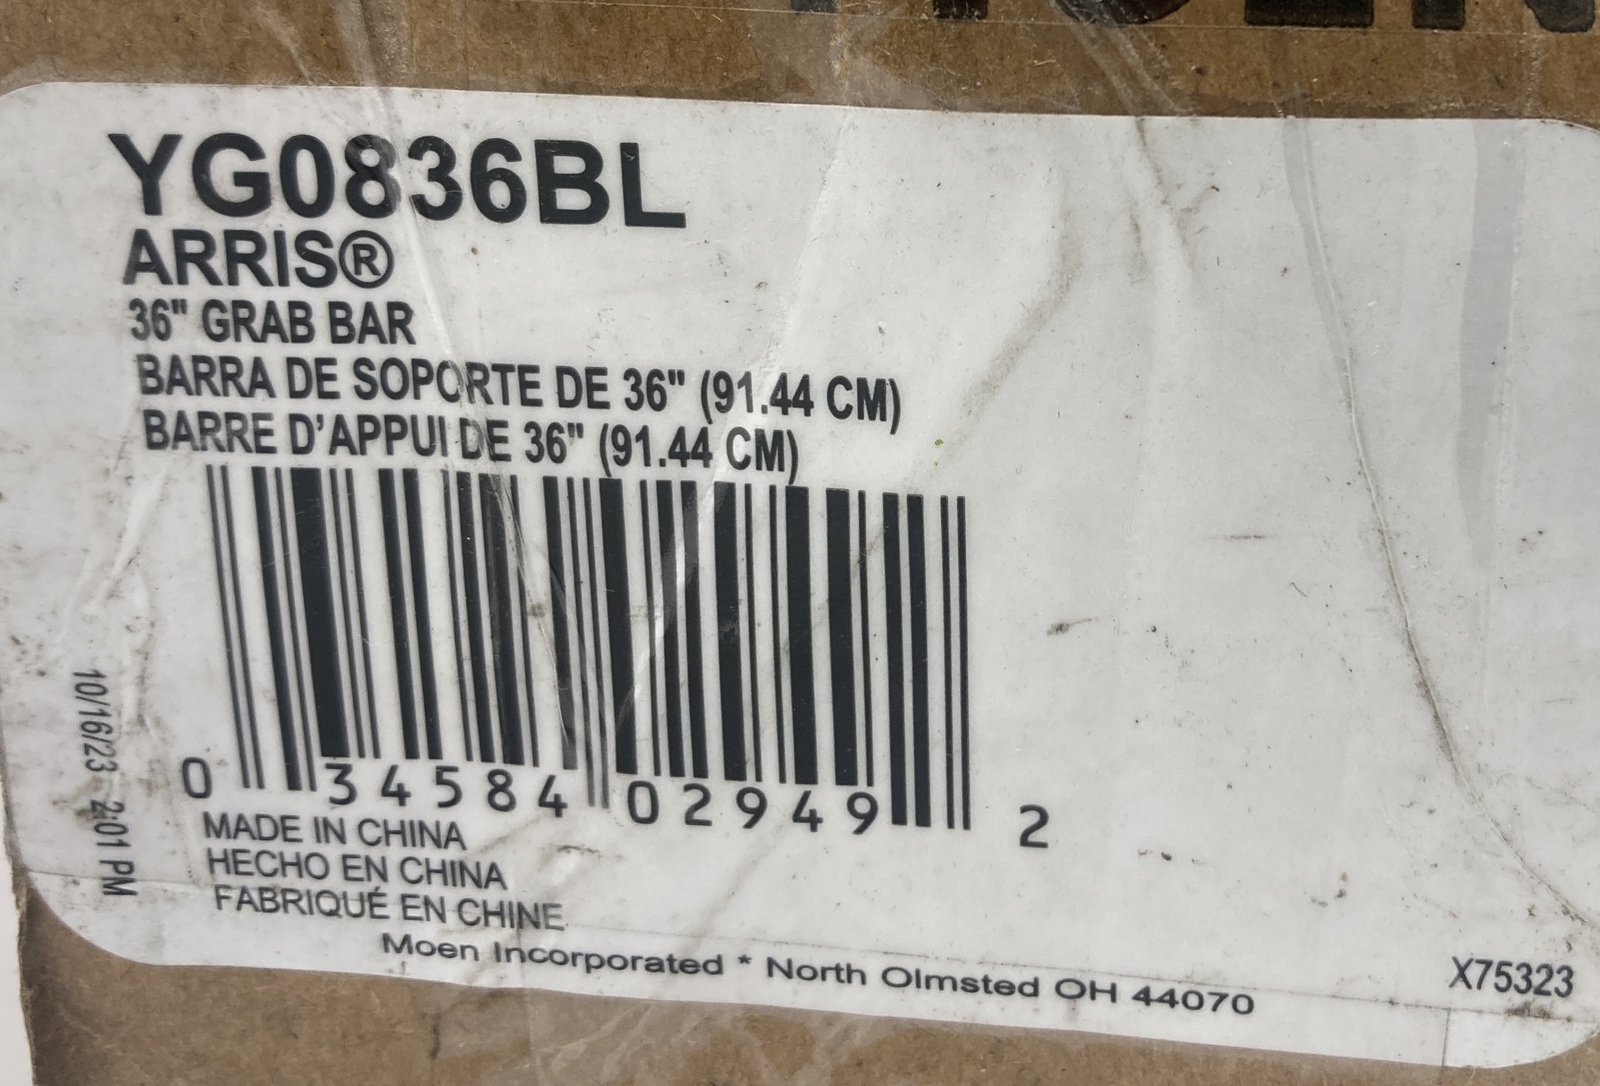 YG0836BL
ARRIS®
36" GRAB BAR
BARRA DE SOPORTE DE 36" (91.44 CM)
BARRE D'APPUI DE 36" (91.44 CM)
0 34584 02949 2
10/16/23 2:01 PM
MADE IN CHINA
HECHO EN CHINA
FABRIQUÉ EN CHINE
Moen Incorporated * North Olmsted OH 44070
X75323